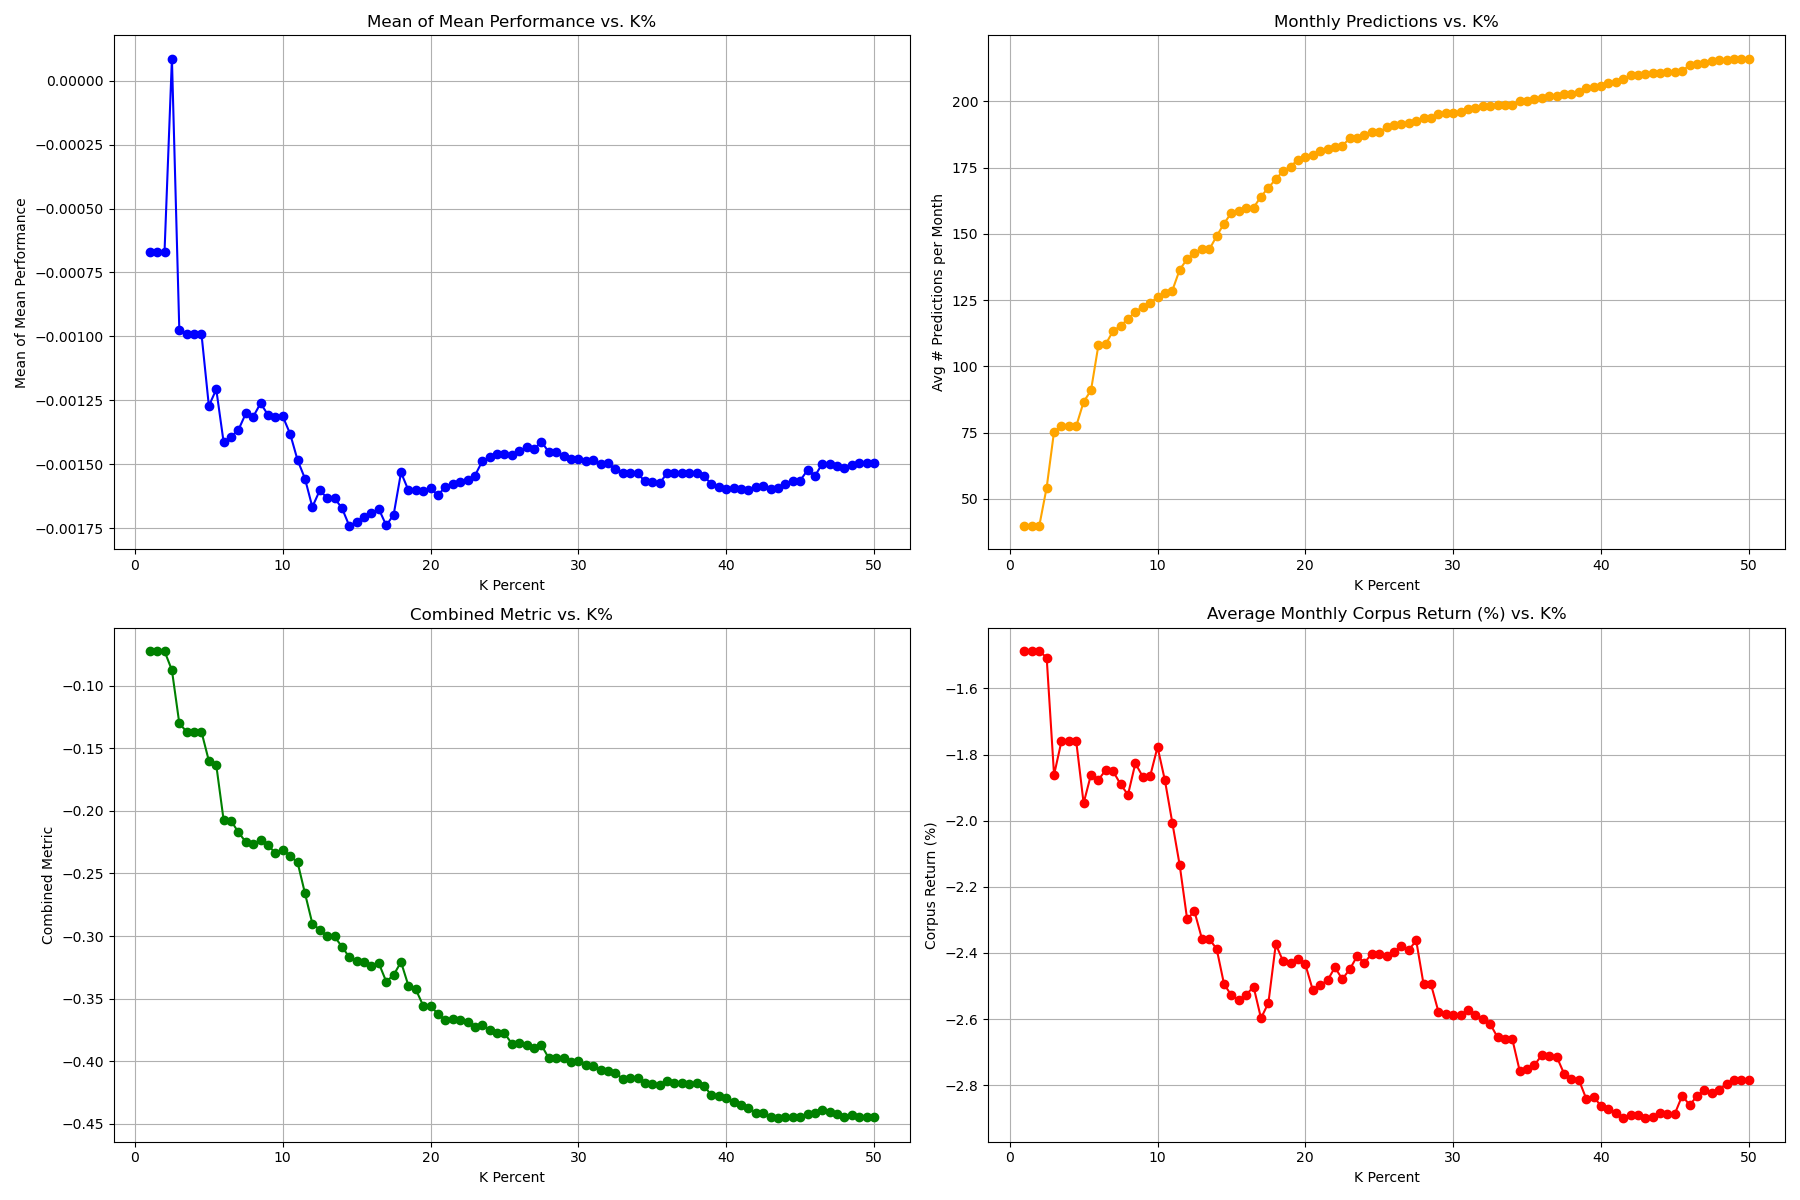 Mean of Mean Performance vs. K%
0.00000
−0.00025
−0.00050
−0.00075
−0.00100
−0.00125
−0.00150
−0.00175
Mean of Mean Performance
0 10 20 30 40 50
K Percent
Monthly Predictions vs. K%
200
175
150
125
100
75
50
Avg # Predictions per Month
0 10 20 30 40 50
K Percent
Combined Metric vs. K%
−0.10
−0.15
−0.20
−0.25
−0.30
−0.35
−0.40
−0.45
Combined Metric
0 10 20 30 40 50
K Percent
Average Monthly Corpus Return (%) vs. K%
−1.6
−1.8
−2.0
−2.2
−2.4
−2.6
−2.8
Corpus Return (%)
0 10 20 30 40 50
K Percent